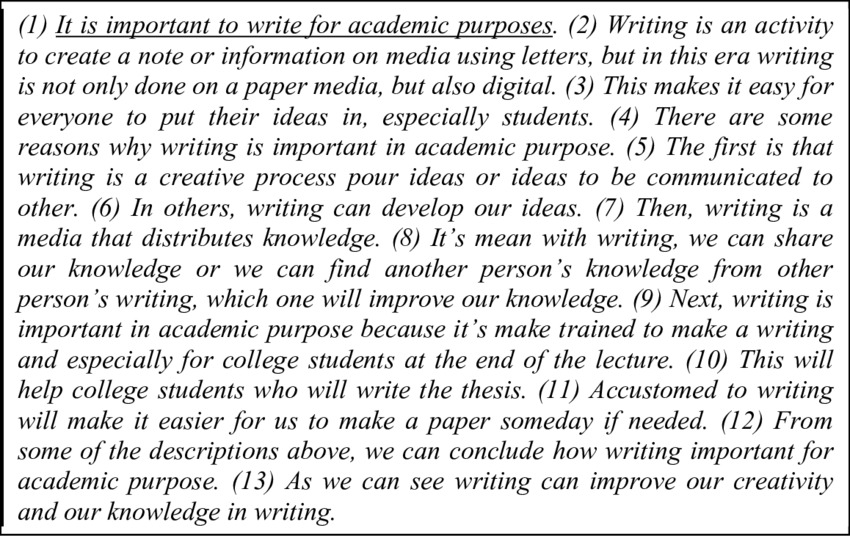 (1) It is important to write for academic purposes. (2) Writing is an activity
to create a note or information on media using letters, but in this era writing
is not only done on a paper media, but also digital. (3) This makes it easy for
everyone to put their ideas in, especially students. (4) There are some
reasons why writing is important in academic purpose. (5) The first is that
writing is a creative process pour ideas or ideas to be communicated to
other. (6) In others, writing can develop our ideas. (7) Then, writing is a
media that distributes knowledge. (8) It's mean with writing, we can share
our knowledge or we can find another person's knowledge from other
person's writing, which one will improve our knowledge. (9) Next, writing is
important in academic purpose because it's make trained to make a writing
and especially for college students at the end of the lecture. (10) This will
help college students who will write the thesis. (11) Accustomed to writing
will make it easier for us to make a paper someday if needed. (12) From
some of the descriptions above, we can conclude how writing important for
academic purpose. (13) As we can see writing can improve our creativity
and our knowledge in writing.